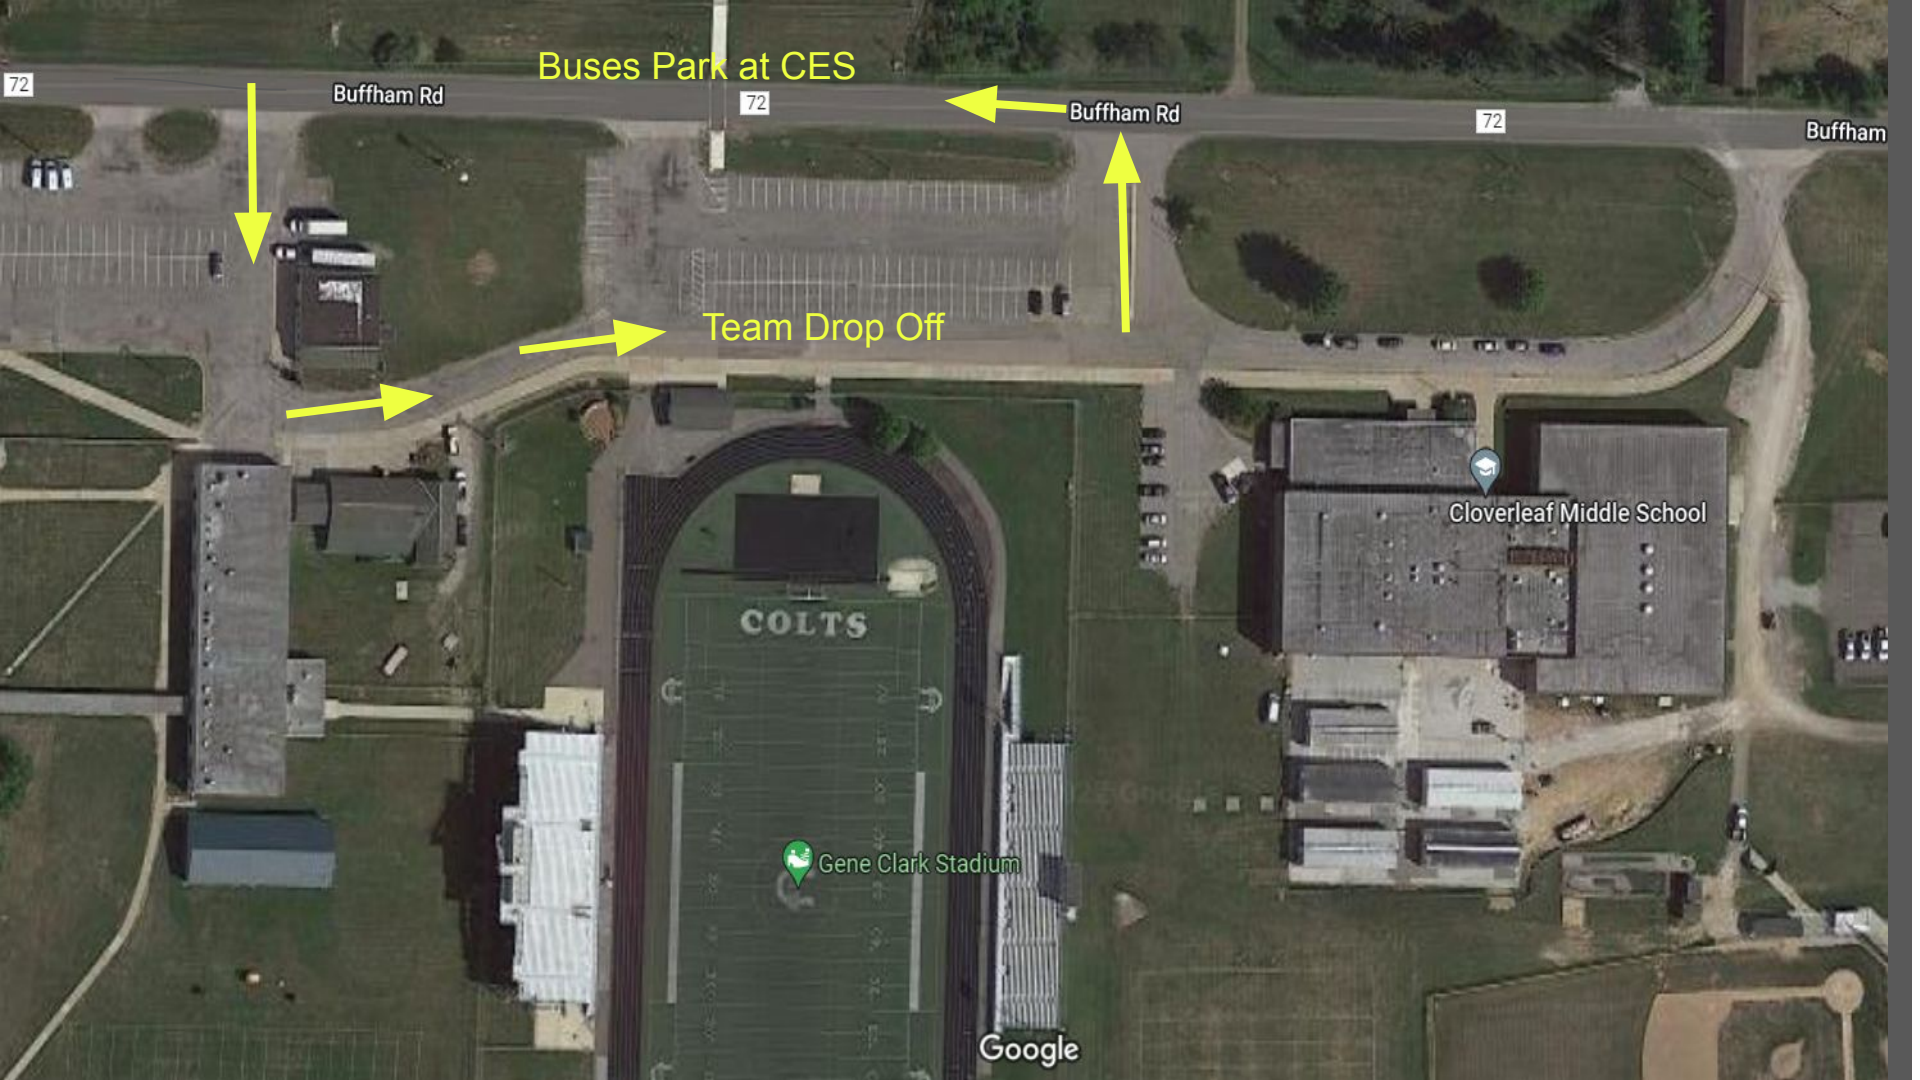 Buses Park at CES
72
Buffham Rd
72
Buffham Rd
72
Buffham
Team Drop Off
Cloverleaf Middle School
COLTS
Gene Clark Stadium
Google